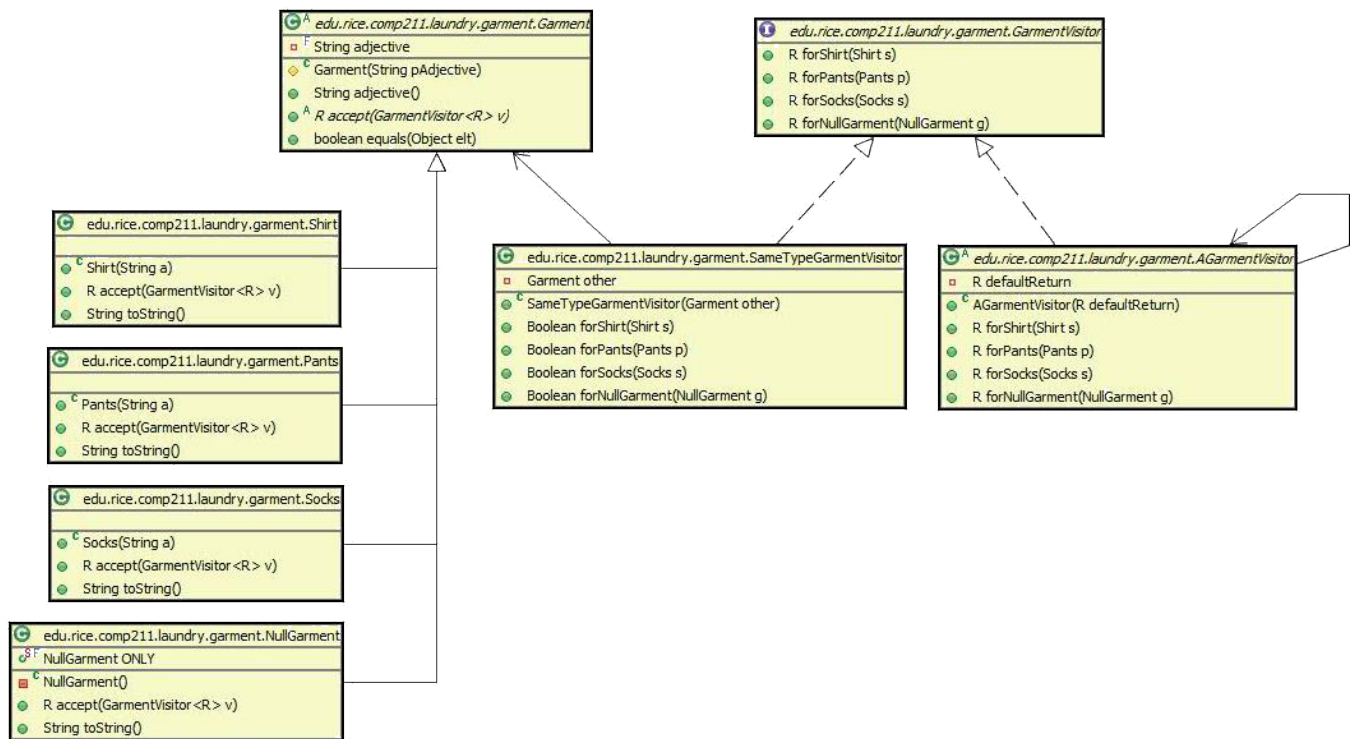 edu.rice.comp211.laundry.garment.Garment
String adjective
Garment(String pAdjective)
String adjective()
R accept(GarmentVisitor<R> v)
boolean equals(Object elt)
edu.rice.comp211.laundry.garment.GarmentVisitor
R forShirt(Shirt s)
R forPants(Pants p)
R forSocks(Socks s)
R forNullGarment(NullGarment g)
edu.rice.comp211.laundry.garment.Shirt
Shirt(String a)
R accept(GarmentVisitor<R> v)
String toString()
edu.rice.comp211.laundry.garment.SameTypeGarmentVisitor
Garment other
SameTypeGarmentVisitor(Garment other)
Boolean forShirt(Shirt s)
Boolean forPants(Pants p)
Boolean forSocks(Socks s)
Boolean forNullGarment(NullGarment g)
edu.rice.comp211.laundry.garment.AGarmentVisitor
R defaultReturn
AGarmentVisitor(R defaultReturn)
R forShirt(Shirt s)
R forPants(Pants p)
R forSocks(Socks s)
R forNullGarment(NullGarment g)
edu.rice.comp211.laundry.garment.Pants
Pants(String a)
R accept(GarmentVisitor<R> v)
String toString()
edu.rice.comp211.laundry.garment.Socks
Socks(String a)
R accept(GarmentVisitor<R> v)
String toString()
edu.rice.comp211.laundry.garment.NullGarment
NullGarment ONLY
NullGarment()
R accept(GarmentVisitor<R> v)
String toString()